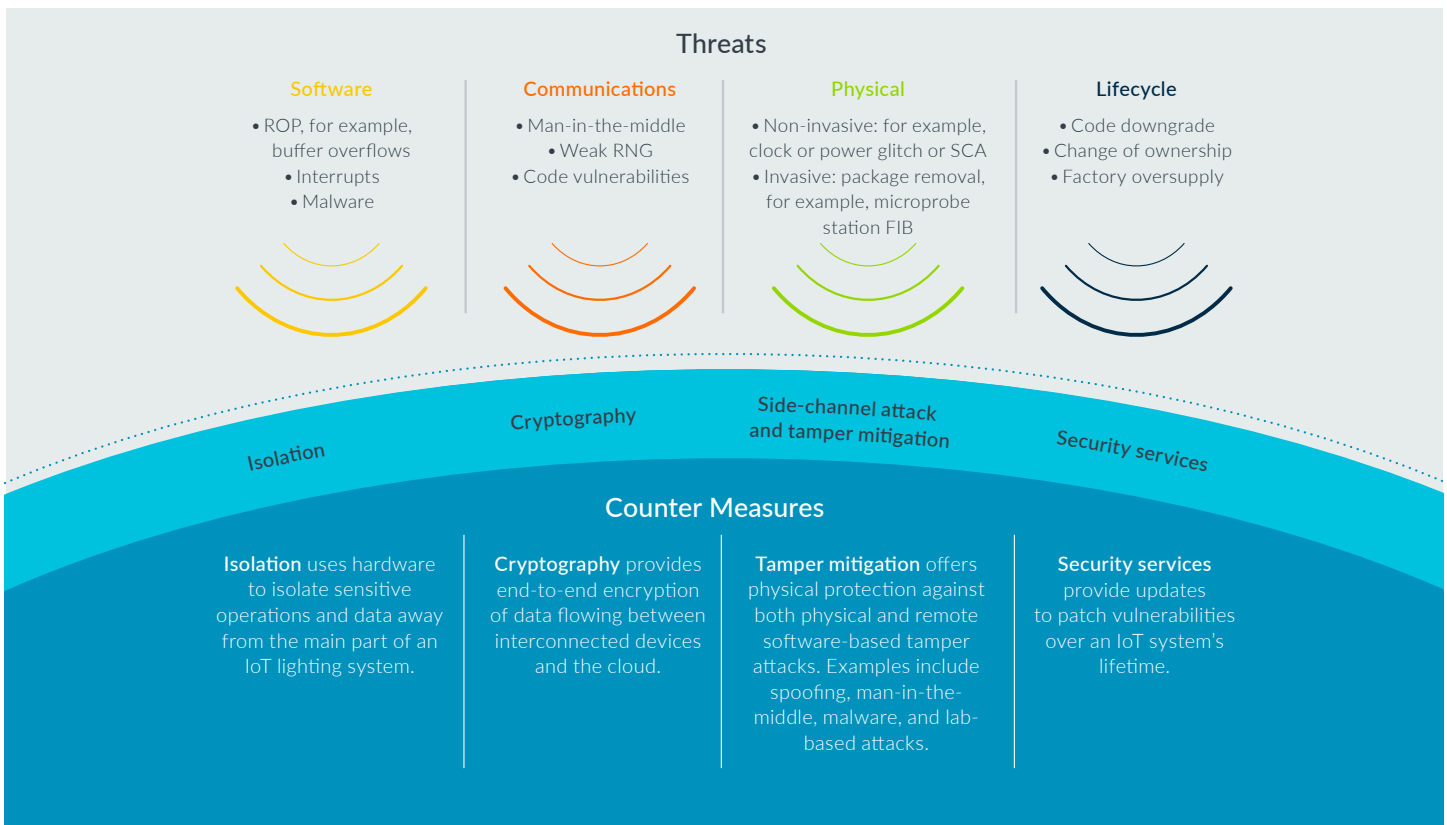 Threats
Software
• ROP, for example,
buffer overflows
• Interrupts
• Malware
Communications
• Man-in-the-middle
• Weak RNG
• Code vulnerabilities
Physical
• Non-invasive: for example,
clock or power glitch or SCA
• Invasive: package removal,
for example, microprobe
station FIB
Lifecycle
• Code downgrade
• Change of ownership
• Factory oversupply
Isolation
Cryptography
Side-channel attack
and tamper mitigation
Security services
Counter Measures
Isolation uses hardware
to isolate sensitive
operations and data away
from the main part of an
IoT lighting system.
Cryptography provides
end-to-end encryption
of data flowing between
interconnected devices
and the cloud.
Tamper mitigation offers
physical protection against
both physical and remote
software-based tamper
attacks. Examples include
spoofing, man-in-the-
middle, malware, and lab-
based attacks.
Security services
provide updates
to patch vulnerabilities
over an IoT system's
lifetime.